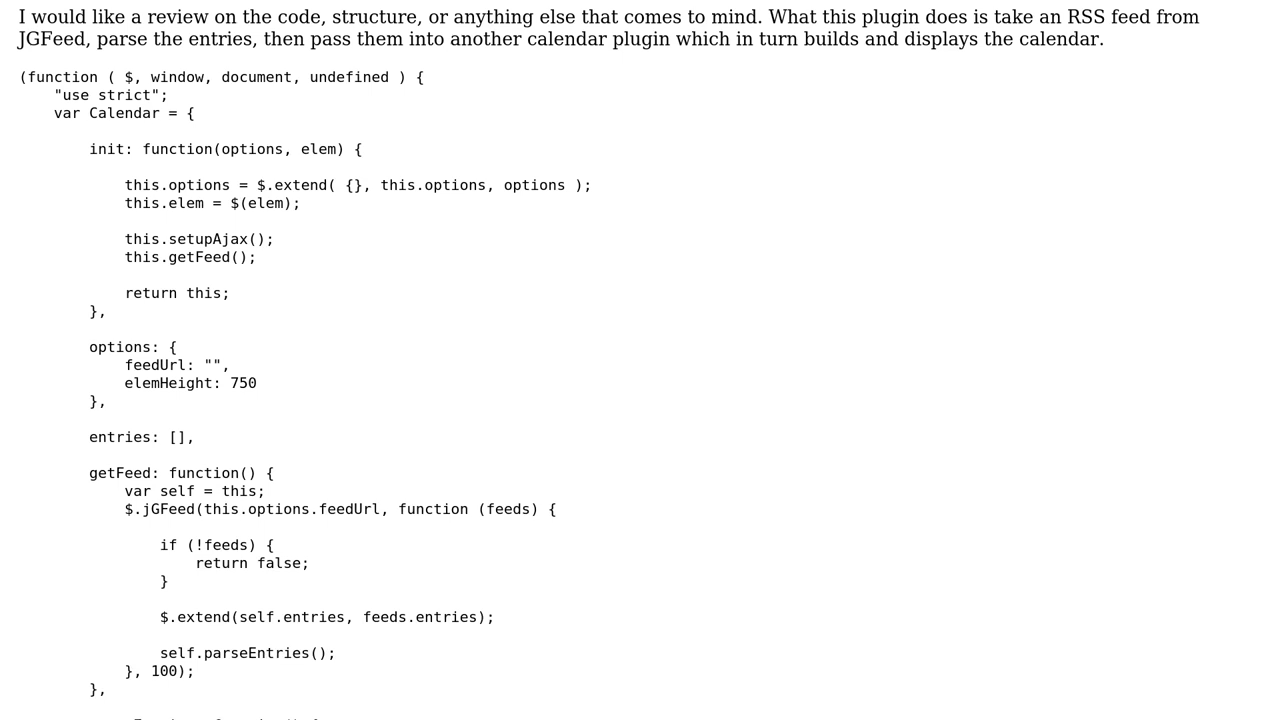 I would like a review on the code, structure, or anything else that comes to mind. What this plugin does is take an RSS feed from
JGFeed, parse the entries, then pass them into another calendar plugin which in turn builds and displays the calendar.
(function ( $, window, document, undefined ) {
    "use strict";
    var Calendar = {
        init: function(options, elem) {
            this.options = $.extend( {}, this.options, options );
            this.elem = $(elem);
            this.setupAjax();
            this.getFeed();
            return this;
        },
        options: {
            feedUrl: "",
            elemHeight: 750
        },
        entries: [],
        getFeed: function() {
            var self = this;
            $.jGFeed(this.options.feedUrl, function (feeds) {
                if (!feeds) {
                    return false;
                }
                $.extend(self.entries, feeds.entries);
                self.parseEntries();
            }, 100);
        },